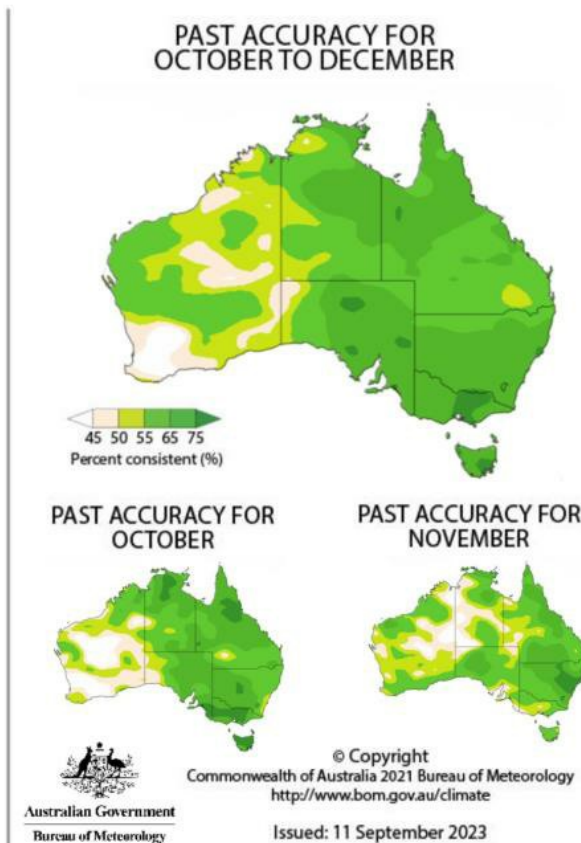 PAST ACCURACY FOR
OCTOBER TO DECEMBER
45 50 55 65 75
Percent consistent (%)
PAST ACCURACY FOR
OCTOBER
PAST ACCURACY FOR
NOVEMBER
© Copyright
Commonwealth of Australia 2021 Bureau of Meteorology
http://www.bom.gov.au/climate
Australian Government
Bureau of Meteorology
Issued: 11 September 2023